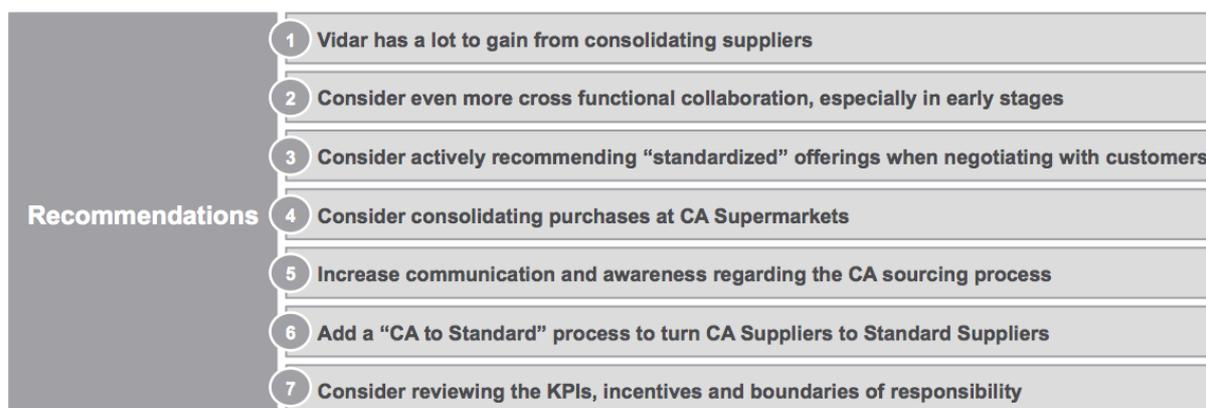 Recommendations
1 Vidar has a lot to gain from consolidating suppliers
2 Consider even more cross functional collaboration, especially in early stages
3 Consider actively recommending “standardized” offerings when negotiating with customers
4 Consider consolidating purchases at CA Supermarkets
5 Increase communication and awareness regarding the CA sourcing process
6 Add a “CA to Standard” process to turn CA Suppliers to Standard Suppliers
7 Consider reviewing the KPIs, incentives and boundaries of responsibility